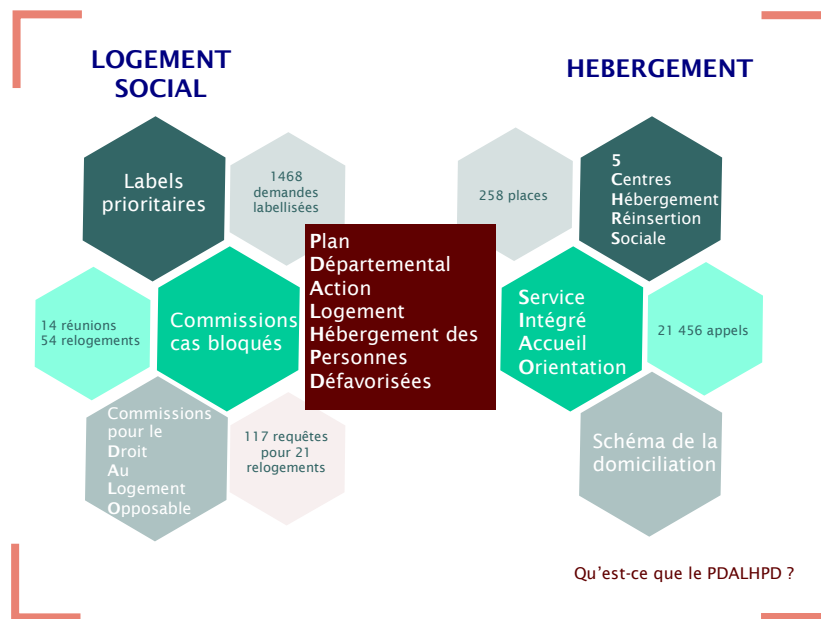 LOGEMENT
SOCIAL
HEBERGEMENT
Labels
prioritaires
1468
demandes
labellisées
14 réunions
54 relogements
Commissions
cas bloqués
Commissions
pour le
Droit
Au
Logement
Opposable
117 requêtes
pour 21
relogements
Plan
Départemental
Action
Logement
Hébergement des
Personnes
Défavorisées
258 places
5
Centres
Hébergement
Réinsertion
Sociale
Service
Intégré
Accueil
Orientation
21 456 appels
Schéma de la
domiciliation
Qu'est-ce que le PDALHPD ?